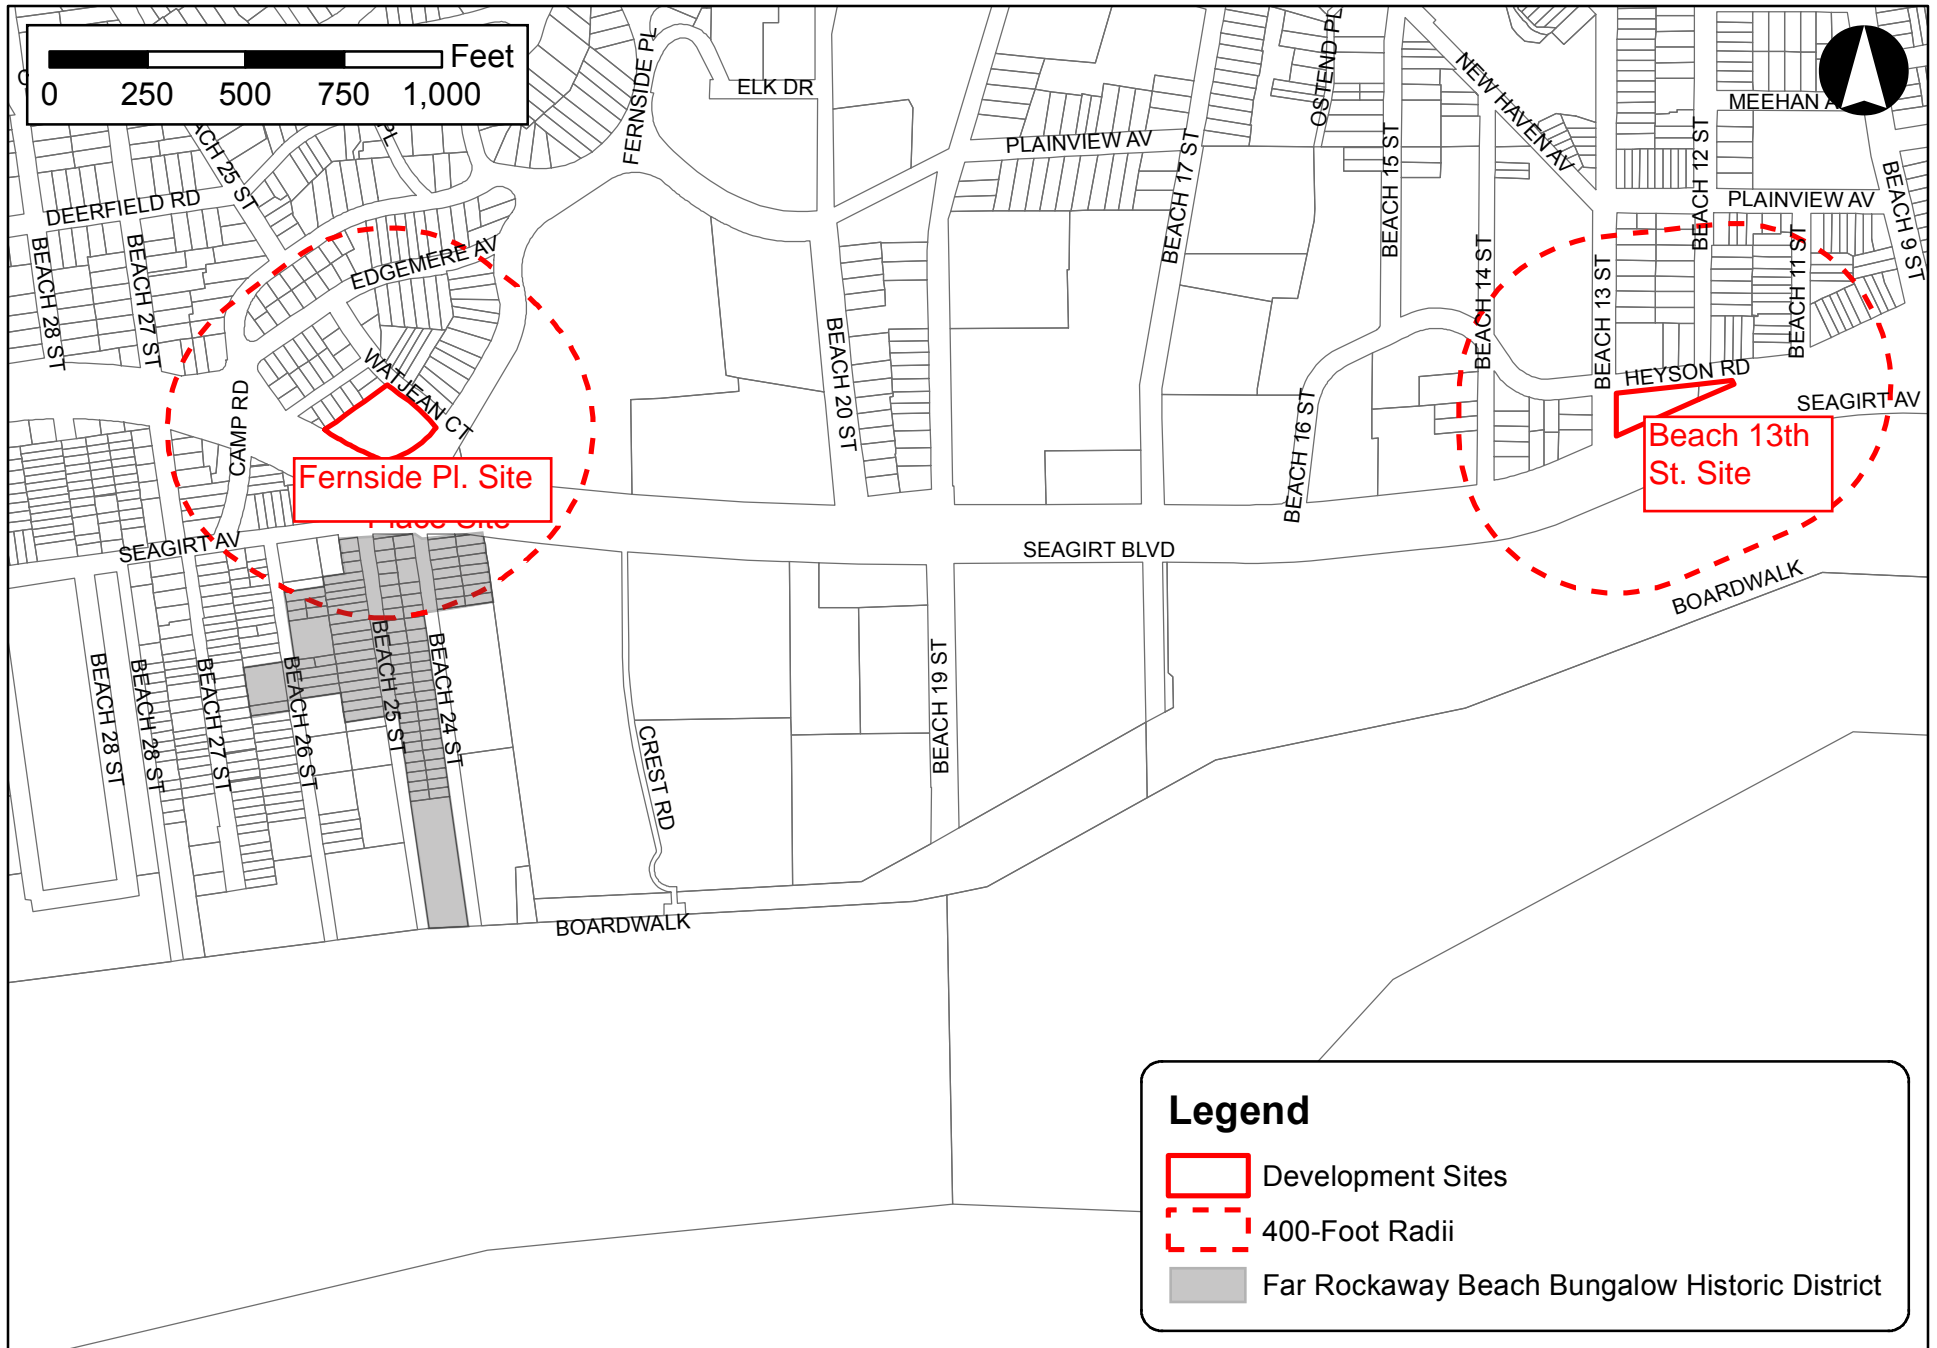 Feet
0 250 500 750 1,000
FERNSIDE PL
ELK DR
OSTEND PL
NEW HAVEN AV
MEEHAN A
PLAINVIEW AV
BEACH 17 ST
BEACH 15 ST
BEACH 12 ST
BEACH 9 ST
ACH 25 ST
PL
DEERFIELD RD
PLAINVIEW AV
BEACH 28 ST
BEACH 27 ST
EDGEMERE AV
BEACH 14 ST
BEACH 13 ST
BEACH 11 ST
WATJEAN CT
CAMP RD
BEACH 20 ST
BEACH 16 ST
HEYSON RD
SEAGIRT AV
Fernside Pl. Site
Place Site
Beach 13th
St. Site
SEAGIRT AV
SEAGIRT BLVD
BOARDWALK
BEACH 28 ST
BEACH 28 ST
BEACH 27 ST
BEACH 26 ST
BEACH 25 ST
BEACH 24 ST
CREST RD
BEACH 19 ST
BOARDWALK
Legend
Development Sites
400-Foot Radii
Far Rockaway Beach Bungalow Historic District